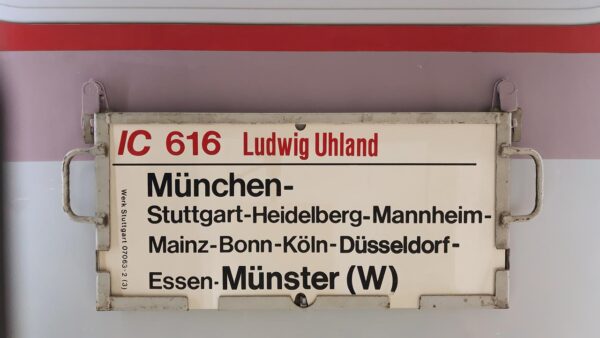 IC 616 Ludwig Uhland
München-
Stuttgart-Heidelberg-Mannheim-
Mainz-Bonn-Köln-Düsseldorf-
Essen-Münster (W)
Werk Stuttgart 07063-2 (3)